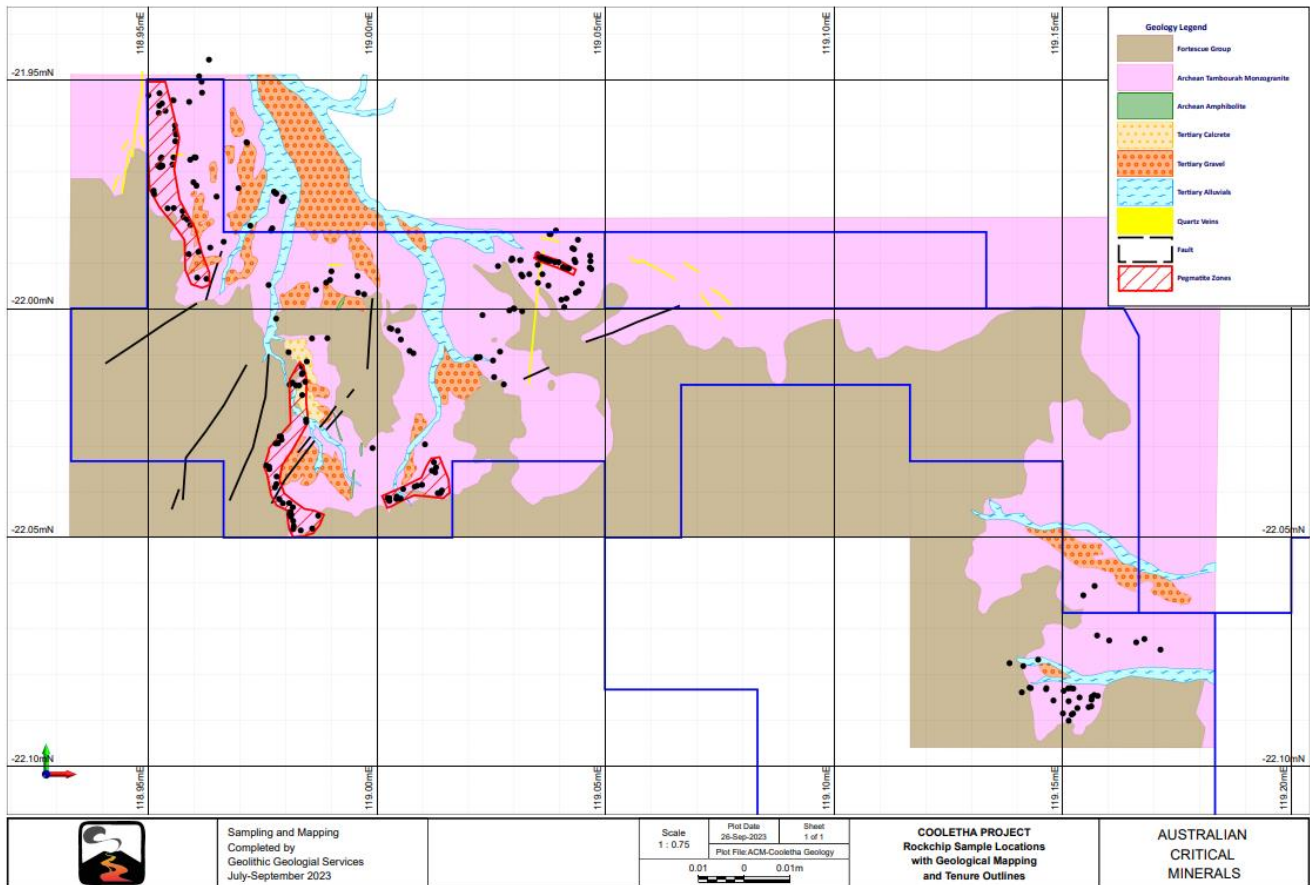 118.95mE
119.00mE
119.05mE
119.10mE
119.15mE
-21.95mN
Geology Legend
Fortescue Group
Archean Tambourah Monzogranite
Archean Amphibolite
Tertiary Calcrete
Tertiary Gravel
Tertiary Alluvials
Quartz Veins
Fault
Pegmatite Zones
-22.00mN
-22.00mN
-22.05mN
-22.05mN
-22.10mN
-22.10mN
118.95mE
119.00mE
119.05mE
119.10mE
119.15mE
119.20mE
Sampling and Mapping
Completed by
Geolithic Geologial Services
July-September 2023
Scale
1 : 0.75
Plot Date
26-Sep-2023
Sheet
1 of 1
Plot File:ACM-Cooletha Geology
0.01 0 0.01m
COOLETHA PROJECT
Rockchip Sample Locations
with Geological Mapping
and Tenure Outlines
AUSTRALIAN
CRITICAL
MINERALS